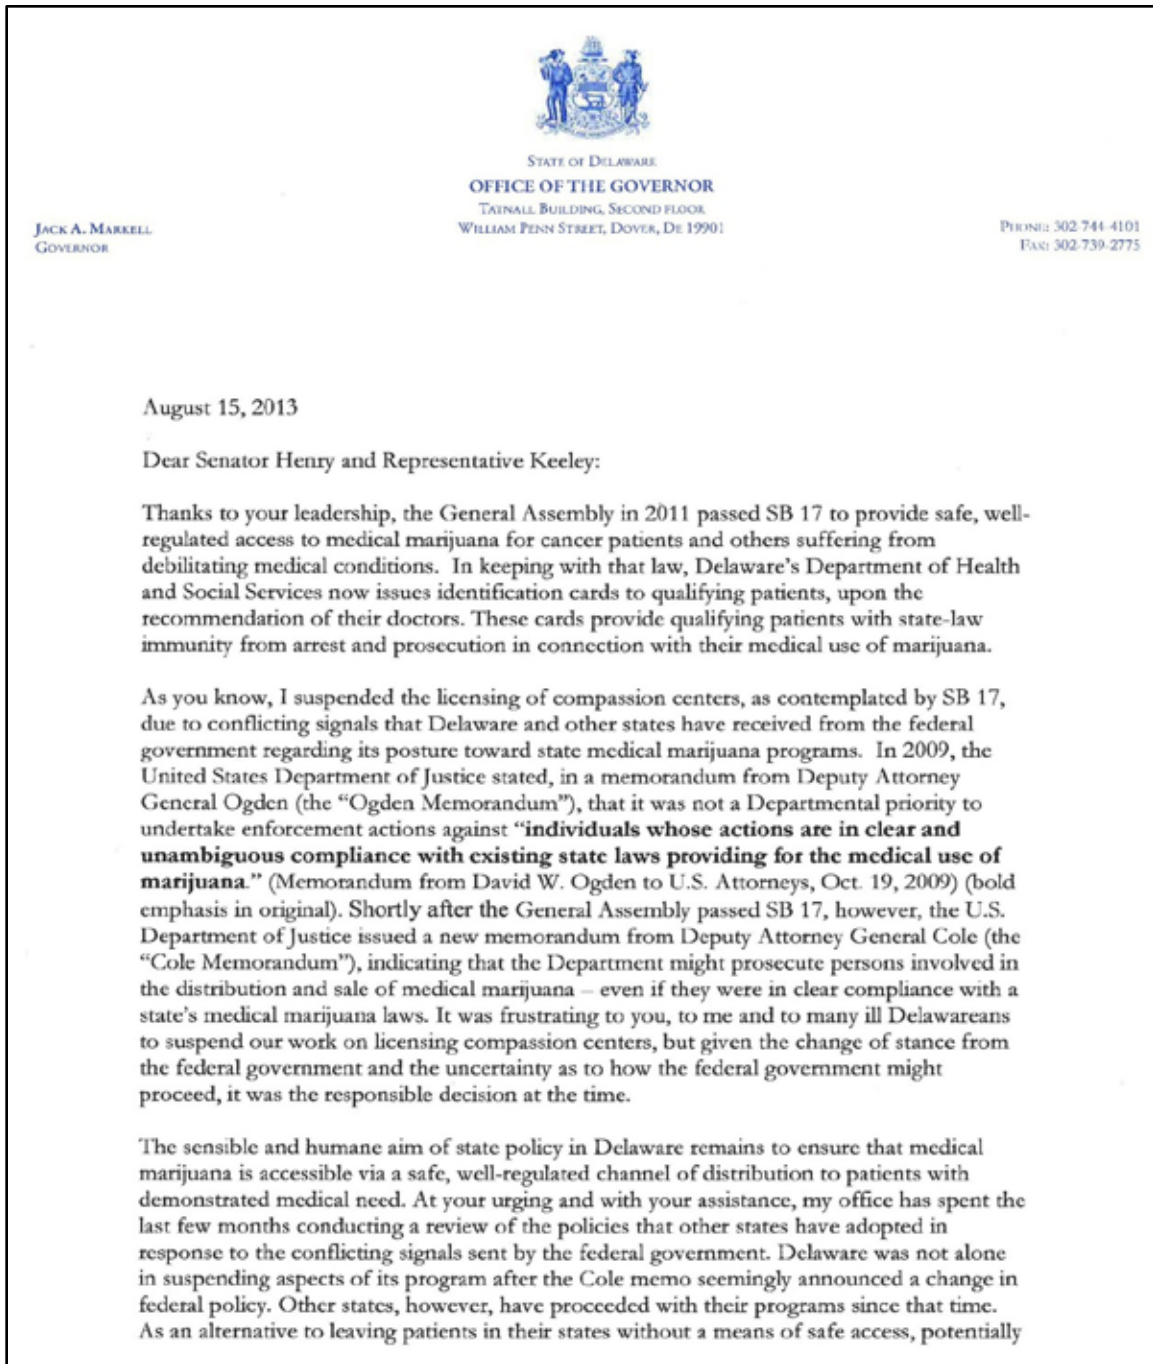 STATE OF DELAWARE
OFFICE OF THE GOVERNOR
TATNALL BUILDING, SECOND FLOOR
WILLIAM PENN STREET, DOVER, DE 19901
JACK A. MARKELL
GOVERNOR
PHONE: 302-744-4101
FAX: 302-739-2775
August 15, 2013
Dear Senator Henry and Representative Keeley:
Thanks to your leadership, the General Assembly in 2011 passed SB 17 to provide safe, well-
regulated access to medical marijuana for cancer patients and others suffering from
debilitating medical conditions. In keeping with that law, Delaware's Department of Health
and Social Services now issues identification cards to qualifying patients, upon the
recommendation of their doctors. These cards provide qualifying patients with state-law
immunity from arrest and prosecution in connection with their medical use of marijuana.
As you know, I suspended the licensing of compassion centers, as contemplated by SB 17,
due to conflicting signals that Delaware and other states have received from the federal
government regarding its posture toward state medical marijuana programs. In 2009, the
United States Department of Justice stated, in a memorandum from Deputy Attorney
General Ogden (the “Ogden Memorandum”), that it was not a Departmental priority to
undertake enforcement actions against “individuals whose actions are in clear and
unambiguous compliance with existing state laws providing for the medical use of
marijuana.” (Memorandum from David W. Ogden to U.S. Attorneys, Oct. 19, 2009) (bold
emphasis in original). Shortly after the General Assembly passed SB 17, however, the U.S.
Department of Justice issued a new memorandum from Deputy Attorney General Cole (the
“Cole Memorandum”), indicating that the Department might prosecute persons involved in
the distribution and sale of medical marijuana – even if they were in clear compliance with a
state's medical marijuana laws. It was frustrating to you, to me and to many ill Delawareans
to suspend our work on licensing compassion centers, but given the change of stance from
the federal government and the uncertainty as to how the federal government might
proceed, it was the responsible decision at the time.
The sensible and humane aim of state policy in Delaware remains to ensure that medical
marijuana is accessible via a safe, well-regulated channel of distribution to patients with
demonstrated medical need. At your urging and with your assistance, my office has spent the
last few months conducting a review of the policies that other states have adopted in
response to the conflicting signals sent by the federal government. Delaware was not alone
in suspending aspects of its program after the Cole memo seemingly announced a change in
federal policy. Other states, however, have proceeded with their programs since that time.
As an alternative to leaving patients in their states without a means of safe access, potentially